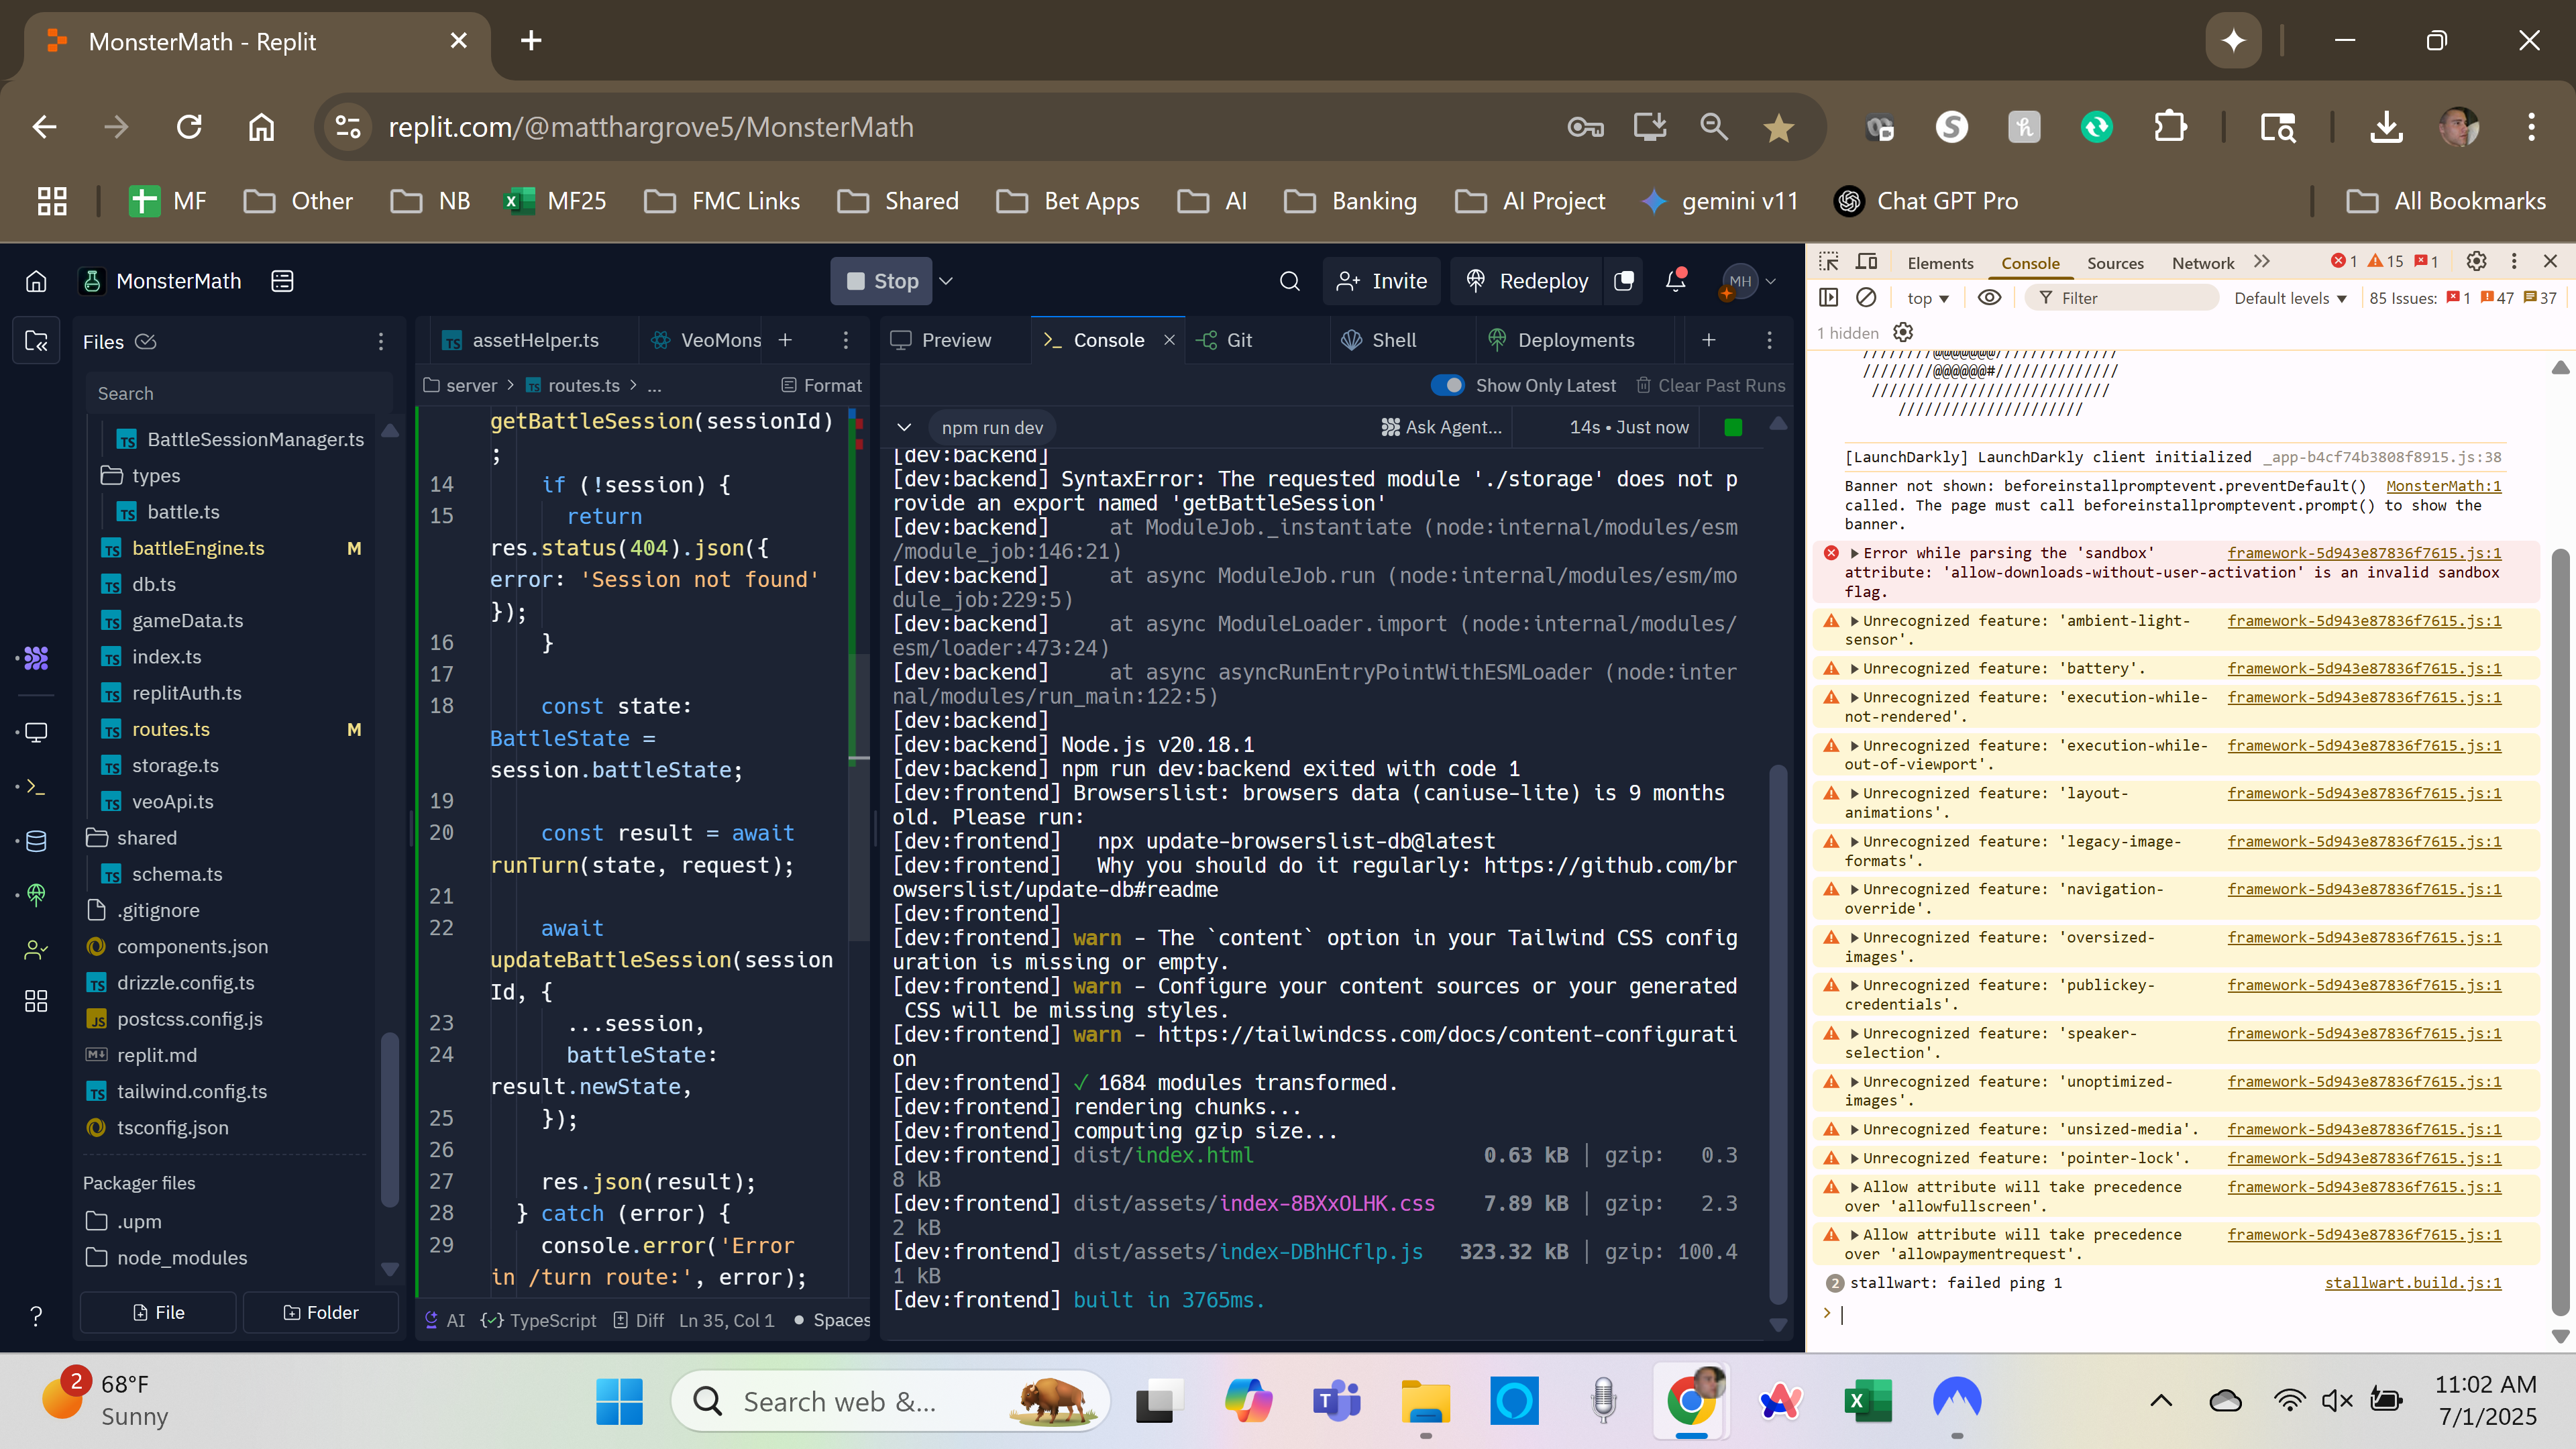 MonsterMath - Replit
replit.com/@matthargrove5/MonsterMath
MF
Other
NB
MF25
FMC Links
Shared
Bet Apps
AI
Banking
AI Project
gemini v11
Chat GPT Pro
All Bookmarks
MonsterMath
Stop
Invite
Redeploy
MH
Files
Search
BattleSessionManager.ts
types
battle.ts
battleEngine.ts M
db.ts
gameData.ts
index.ts
replitAuth.ts
routes.ts M
storage.ts
veoApi.ts
shared
schema.ts
.gitignore
components.json
drizzle.config.ts
postcss.config.js
replit.md
tailwind.config.ts
tsconfig.json
Packager files
.upm
node_modules
File
Folder
assetHelper.ts
VeoMons
server > routes.ts > ...
Format
getBattleSession(sessionId)
;
14 if (!session) {
15 return
res.status(404).json({
error: 'Session not found'
});
16 }
17
18 const state:
BattleState =
session.battleState;
19
20 const result = await
runTurn(state, request);
21
22 await
updateBattleSession(session
Id, {
23 ...session,
24 battleState:
result.newState,
25 });
26
27 res.json(result);
28 } catch (error) {
29 console.error('Error
in /turn route:', error);
AI
TypeScript
Diff
Ln 35, Col 1
Spaces
Preview
Console
Git
Shell
Deployments
Show Only Latest
Clear Past Runs
npm run dev
Ask Agent...
14s • Just now
[dev:backend]
[dev:backend] SyntaxError: The requested module './storage' does not p
rovide an export named 'getBattleSession'
[dev:backend]     at ModuleJob._instantiate (node:internal/modules/esm
/module_job:146:21)
[dev:backend]     at async ModuleJob.run (node:internal/modules/esm/mo
dule_job:229:5)
[dev:backend]     at async ModuleLoader.import (node:internal/modules/
esm/loader:473:24)
[dev:backend]     at async asyncRunEntryPointWithESMLoader (node:inter
nal/modules/run_main:122:5)
[dev:backend]
[dev:backend] Node.js v20.18.1
[dev:backend] npm run dev:backend exited with code 1
[dev:frontend] Browserslist: browsers data (caniuse-lite) is 9 months
old. Please run:
[dev:frontend]   npx update-browserslist-db@latest
[dev:frontend]   Why you should do it regularly: https://github.com/br
owserslist/update-db#readme
[dev:frontend]
[dev:frontend] warn - The `content` option in your Tailwind CSS config
uration is missing or empty.
[dev:frontend] warn - Configure your content sources or your generated
 CSS will be missing styles.
[dev:frontend] warn - https://tailwindcss.com/docs/content-configurati
on
[dev:frontend] ✓ 1684 modules transformed.
[dev:frontend] rendering chunks...
[dev:frontend] computing gzip size...
[dev:frontend] dist/index.html 0.63 kB │ gzip: 0.3
8 kB
[dev:frontend] dist/assets/index-8BXxOLHK.css 7.89 kB │ gzip: 2.3
2 kB
[dev:frontend] dist/assets/index-DBhHCflp.js 323.32 kB │ gzip: 100.4
1 kB
[dev:frontend] built in 3765ms.
Elements
Console
Sources
Network
1
15
1
top
Filter
Default levels
85 Issues: 1 47 37
1 hidden
////////@@@@@@@//////////////
////////@@@@@@#//////////////
///////////////////////////
/////////////////////
[LaunchDarkly] LaunchDarkly client initialized _app-b4cf74b3808f8915.js:38
Banner not shown: beforeinstallpromptevent.preventDefault() MonsterMath:1
called. The page must call beforeinstallpromptevent.prompt() to show the
banner.
Error while parsing the 'sandbox' framework-5d943e87836f7615.js:1
attribute: 'allow-downloads-without-user-activation' is an invalid sandbox
flag.
Unrecognized feature: 'ambient-light- framework-5d943e87836f7615.js:1
sensor'.
Unrecognized feature: 'battery'. framework-5d943e87836f7615.js:1
Unrecognized feature: 'execution-while- framework-5d943e87836f7615.js:1
not-rendered'.
Unrecognized feature: 'execution-while- framework-5d943e87836f7615.js:1
out-of-viewport'.
Unrecognized feature: 'layout- framework-5d943e87836f7615.js:1
animations'.
Unrecognized feature: 'legacy-image- framework-5d943e87836f7615.js:1
formats'.
Unrecognized feature: 'navigation- framework-5d943e87836f7615.js:1
override'.
Unrecognized feature: 'oversized- framework-5d943e87836f7615.js:1
images'.
Unrecognized feature: 'publickey- framework-5d943e87836f7615.js:1
credentials'.
Unrecognized feature: 'speaker- framework-5d943e87836f7615.js:1
selection'.
Unrecognized feature: 'unoptimized- framework-5d943e87836f7615.js:1
images'.
Unrecognized feature: 'unsized-media'. framework-5d943e87836f7615.js:1
Unrecognized feature: 'pointer-lock'. framework-5d943e87836f7615.js:1
Allow attribute will take precedence framework-5d943e87836f7615.js:1
over 'allowfullscreen'.
Allow attribute will take precedence framework-5d943e87836f7615.js:1
over 'allowpaymentrequest'.
2 stallwart: failed ping 1 stallwart.build.js:1
2
68°F
Sunny
Search web &...
11:02 AM
7/1/2025